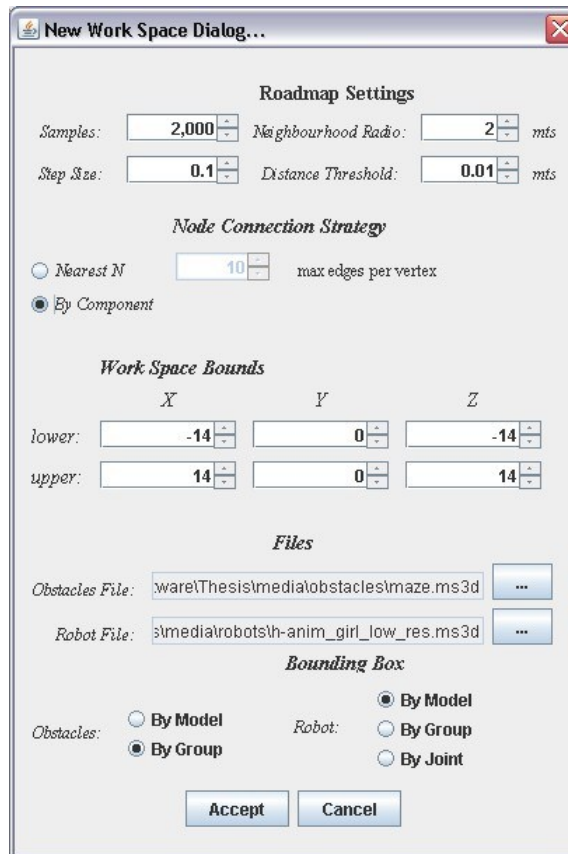 New Work Space Dialog...
Roadmap Settings
Samples: 2,000 Neighbourhood Radio: 2 mts
Step Size: 0.1 Distance Threshold: 0.01 mts
Node Connection Strategy
Nearest N 10 max edges per vertex
By Component
Work Space Bounds
X Y Z
lower: -14 0 -14
upper: 14 0 14
Files
Obstacles File: ware\Thesis\media\obstacles\maze.ms3d ...
Robot File: s\media\robots\h-anim_girl_low_res.ms3d ...
Bounding Box
Obstacles: By Model By Group
Robot: By Model By Group By Joint
Accept Cancel